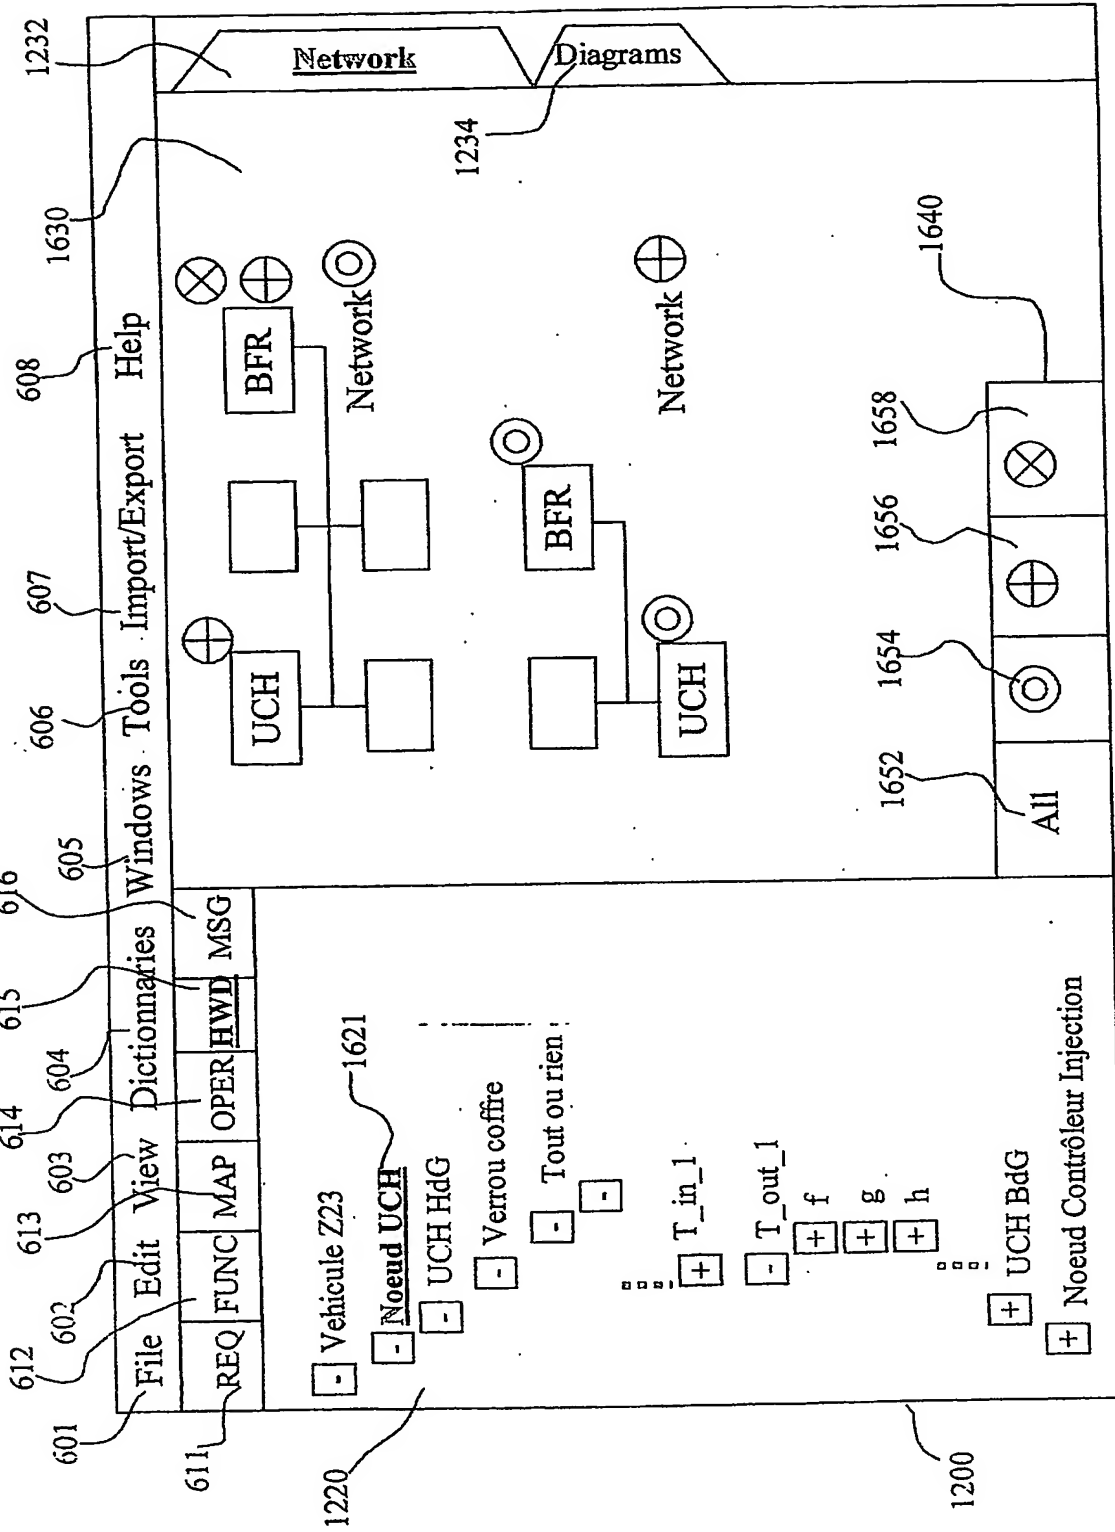 612 614 615 616 608 1232
613 603 604 605 606 607 1630
601 602
File Edit View Dictionnaries Windows Tools Import/Export Help
611 REQ FUNC MAP OPER HWD MSG
1220
Vehicule Z23
Noeud UCH
1621
UCH HdG
Verrou coffre
Tout ou rien
T_in_1
T_out_1
f
g
h
UCH BdG
Noeud Contrôleur Injection
1200
UCH BFR
Network
Network
Diagrams
1234
BFR
UCH
Network
1652 1654 1656 1658 1640
All